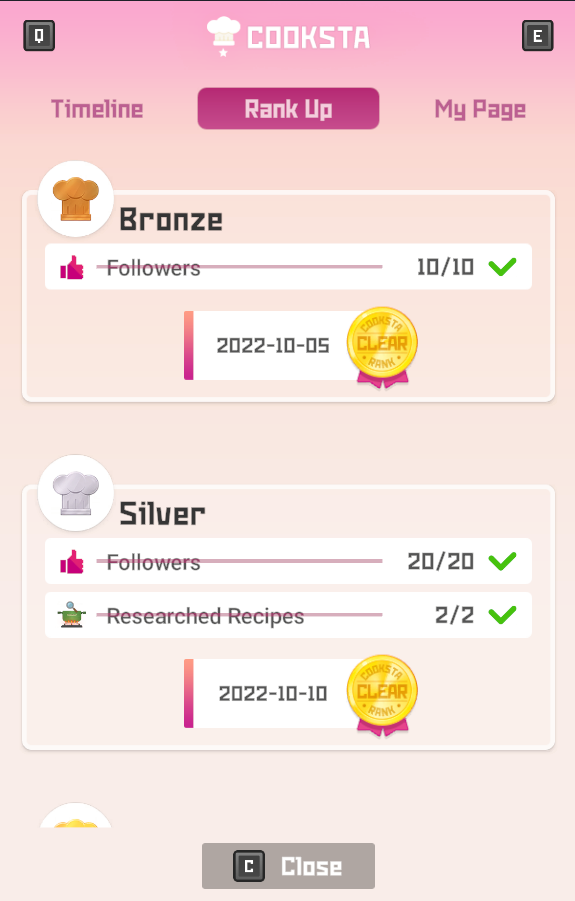 Q
COOKSTA
E
Timeline
Rank Up
My Page
Bronze
Followers 10/10
2022-10-05
COOKSTA
CLEAR
RANK
Silver
Followers 20/20
Researched Recipes 2/2
2022-10-10
COOKSTA
CLEAR
RANK
C Close